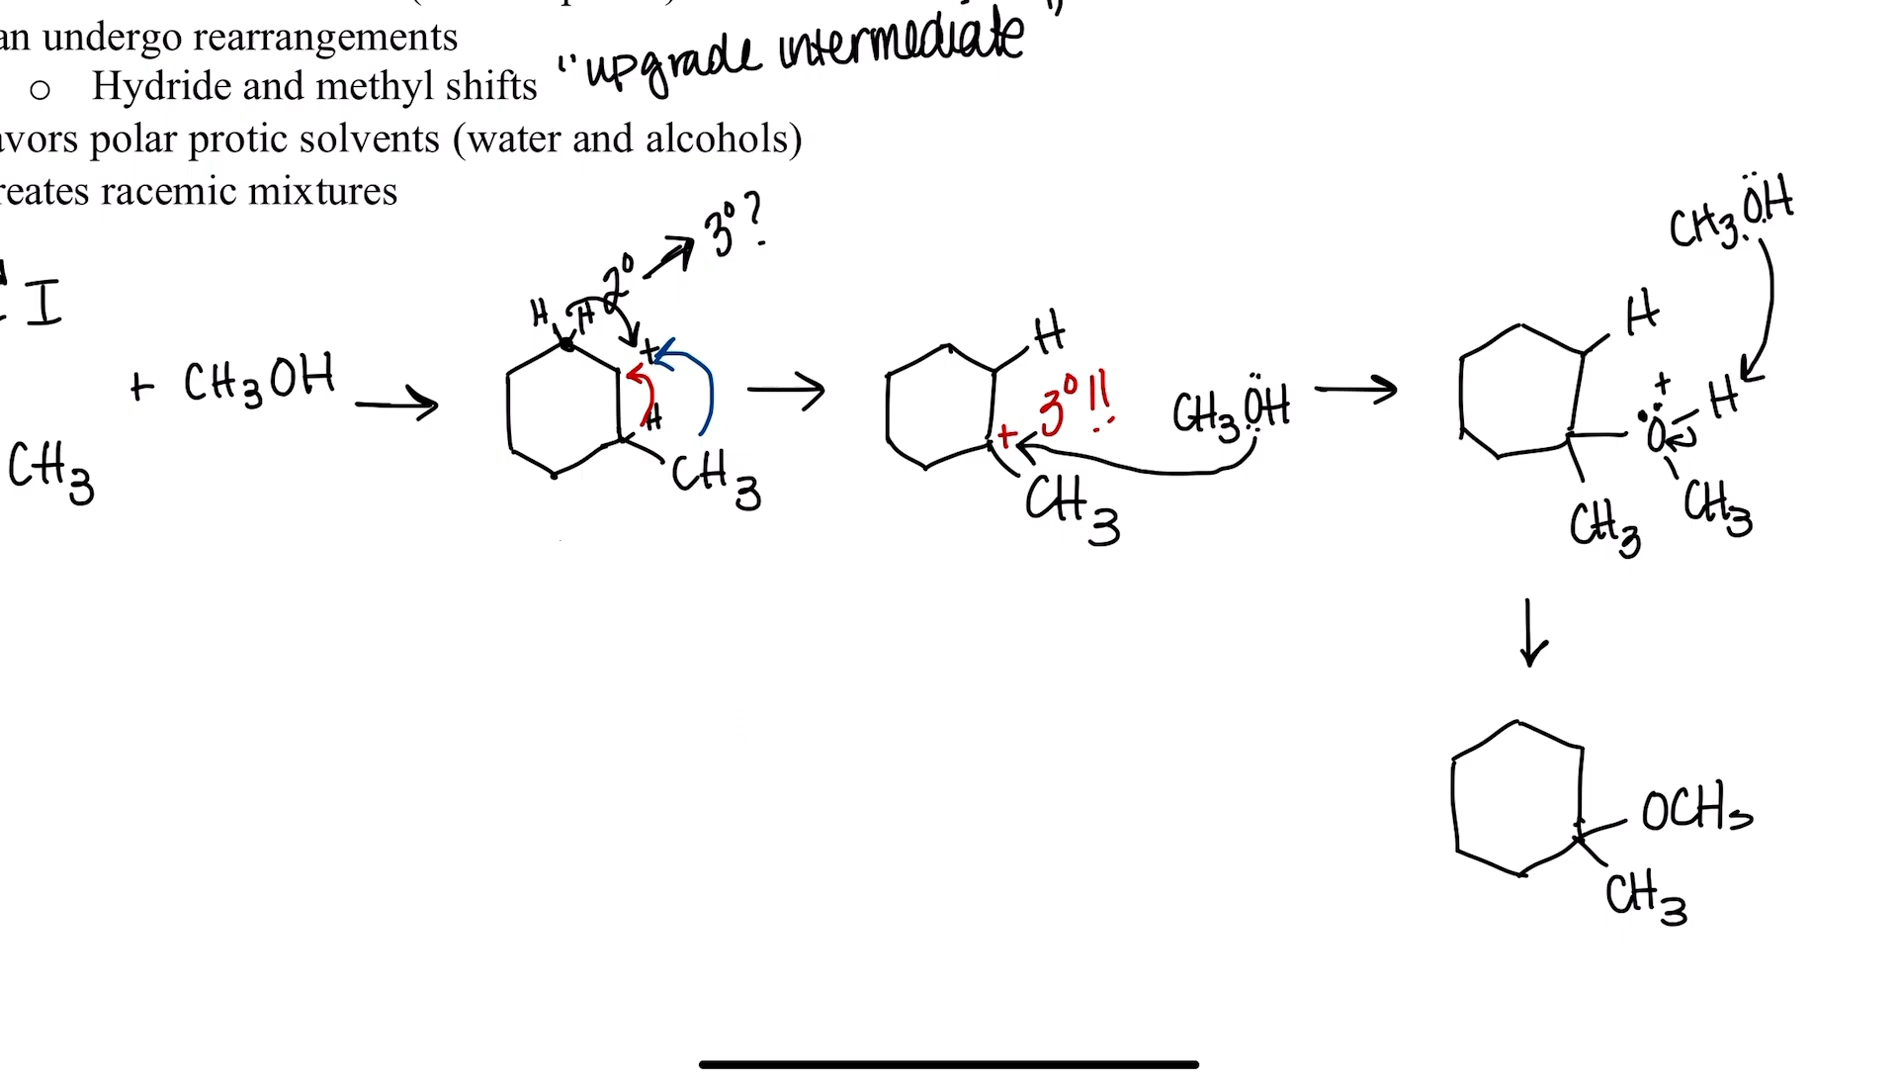 an undergo rearrangements
o Hydride and methyl shifts "upgrade intermediate"
avors polar protic solvents (water and alcohols)
reates racemic mixtures
2° → 3°?
I
+ CH3OH →
CH3
H H
+
H
CH3
→
H
+ 3°!!
CH3
CH3ÖH
→
CH3ÖH
H
+
O H
CH3
CH3
↓
OCH3
CH3